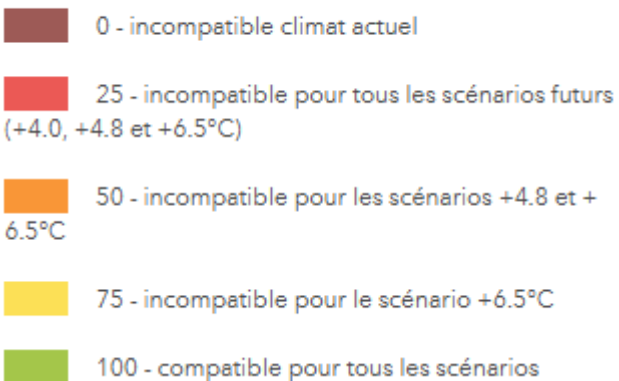 0 - incompatible climat actuel
25 - incompatible pour tous les scénarios futurs
(+4.0, +4.8 et +6.5°C)
50 - incompatible pour les scénarios +4.8 et +
6.5°C
75 - incompatible pour le scénario +6.5°C
100 - compatible pour tous les scénarios